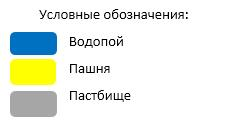 Условные обозначения:
Водопой
Пашня
Пастбище